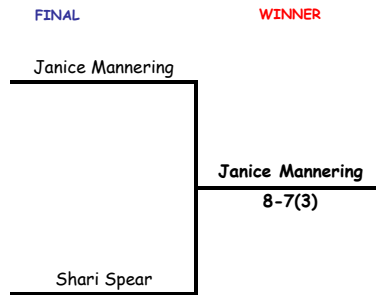 FINAL
WINNER
Janice Mannering
Janice Mannering
8-7(3)
Shari Spear